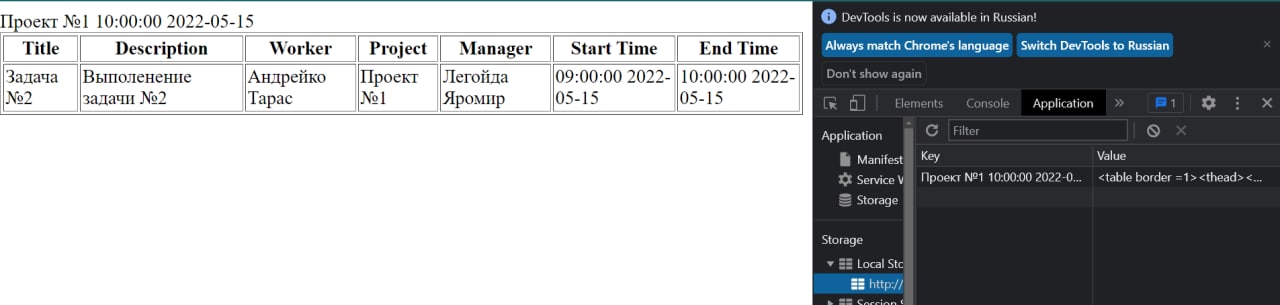 Проект №1 10:00:00 2022-05-15
Title Description Worker Project Manager Start Time End Time
Задача Выполенение Андрейко Проект Легойда 09:00:00 2022- 10:00:00 2022-
№2 задачи №2 Тарас №1 Яромир 05-15 05-15
DevTools is now available in Russian!
Always match Chrome's language Switch DevTools to Russian
Don't show again
Elements Console Application » 1
Application
Manifest
Service W
Storage
Storage
Local Sto
http://
Session S
Filter
Key Value
Проект №1 10:00:00 2022-0... <table border =1><thead><...